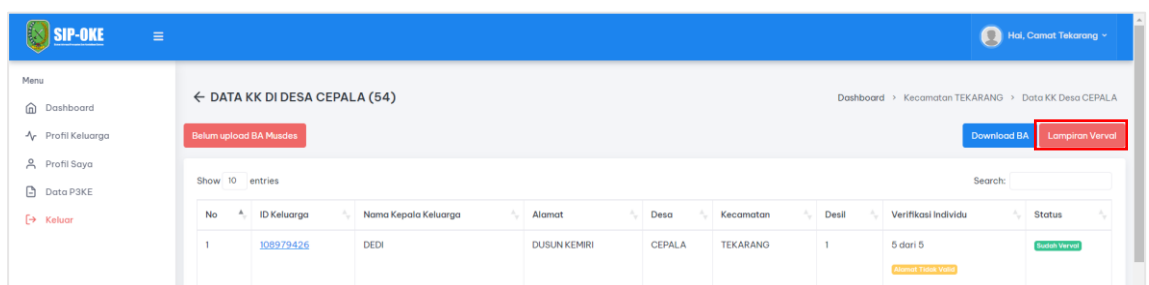 SIP-OKE
Hai, Camat Tekarang
Menu
Dashboard
Profil Keluarga
Profil Saya
Data P3KE
Keluar
DATA KK DI DESA CEPALA (54)
Dashboard > Kecamatan TEKARANG > Data KK Desa CEPALA
Belum upload BA Musdes
Download BA
Lampiran Verval
Show 10 entries
Search:
No ID Keluarga Nama Kepala Keluarga Alamat Desa Kecamatan Desil Verifikasi Individu Status
1 108979426 DEDI DUSUN KEMIRI CEPALA TEKARANG 1 5 dari 5 Sudah Verval
Alamat Tidak Valid